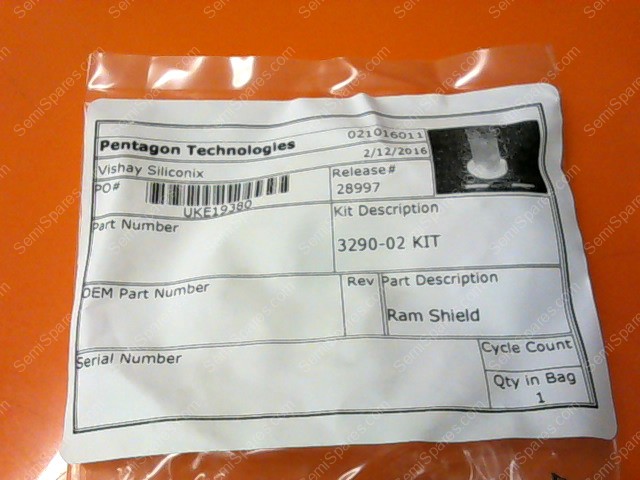 Pentagon Technologies
021016011
2/12/2016
Vishay Siliconix
PO#
UKE19380
Release#
28997
Part Number
Kit Description
3290-02 KIT
OEM Part Number
Rev
Part Description
Ram Shield
Serial Number
Cycle Count
Qty in Bag
1
SemiSpares.com